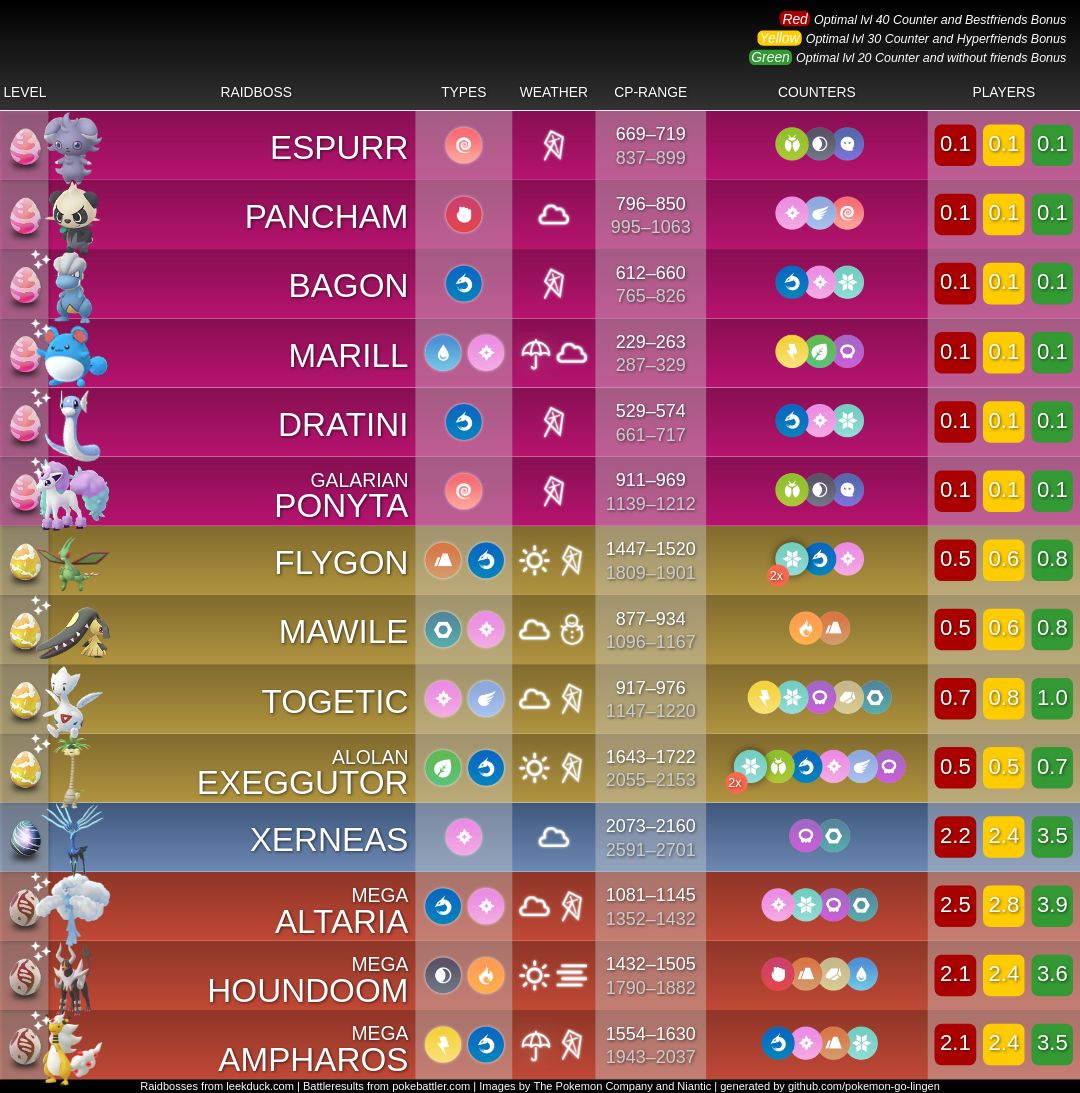 Red Optimal lvl 40 Counter and Bestfriends Bonus
Yellow Optimal lvl 30 Counter and Hyperfriends Bonus
Green Optimal lvl 20 Counter and without friends Bonus
LEVEL RAIDBOSS TYPES WEATHER CP-RANGE COUNTERS PLAYERS
ESPURR 669–719 0.1 0.1 0.1
837–899
PANCHAM 796–850 0.1 0.1 0.1
995–1063
BAGON 612–660 0.1 0.1 0.1
765–826
MARILL 229–263 0.1 0.1 0.1
287–329
DRATINI 529–574 0.1 0.1 0.1
661–717
GALARIAN
PONYTA 911–969 0.1 0.1 0.1
1139–1212
FLYGON 1447–1520 0.5 0.6 0.8
1809–1901 2x
MAWILE 877–934 0.5 0.6 0.8
1096–1167
TOGETIC 917–976 0.7 0.8 1.0
1147–1220
ALOLAN
EXEGGUTOR 1643–1722 0.5 0.5 0.7
2055–2153 2x
XERNEAS 2073–2160 2.2 2.4 3.5
2591–2701
MEGA
ALTARIA 1081–1145 2.5 2.8 3.9
1352–1432
MEGA
HOUNDOOM 1432–1505 2.1 2.4 3.6
1790–1882
MEGA
AMPHAROS 1554–1630 2.1 2.4 3.5
1943–2037
Raidbosses from leekduck.com | Battleresults from pokebattler.com | Images by The Pokemon Company and Niantic | generated by github.com/pokemon-go-lingen